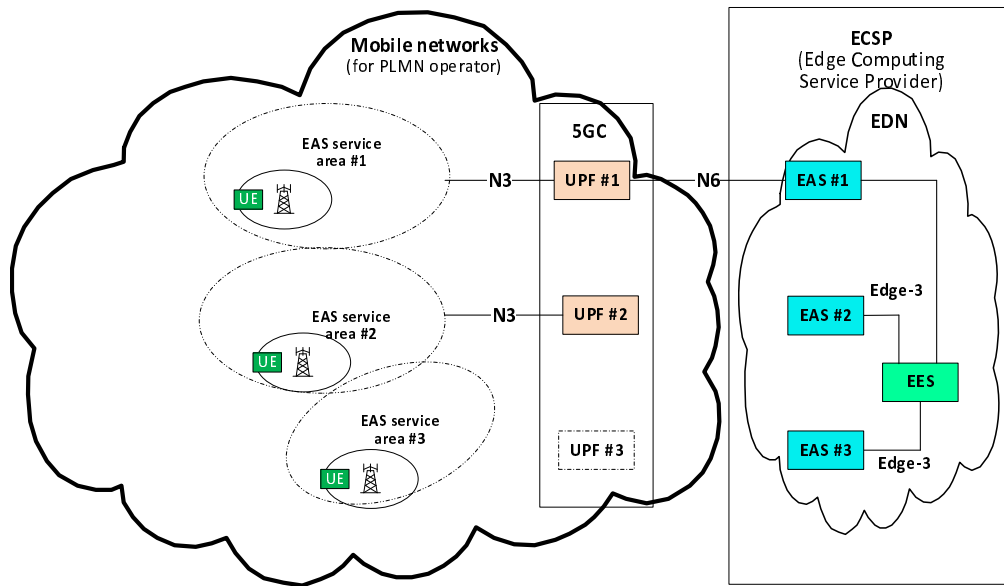 Mobile networks
(for PLMN operator)
ECSP
(Edge Computing
Service Provider)
EDN
5GC
EAS service
area #1
UE
N3
UPF #1
N6
EAS #1
EAS service
area #2
UE
N3
UPF #2
Edge-3
EAS #2
EES
EAS service
area #3
UE
UPF #3
EAS #3
Edge-3